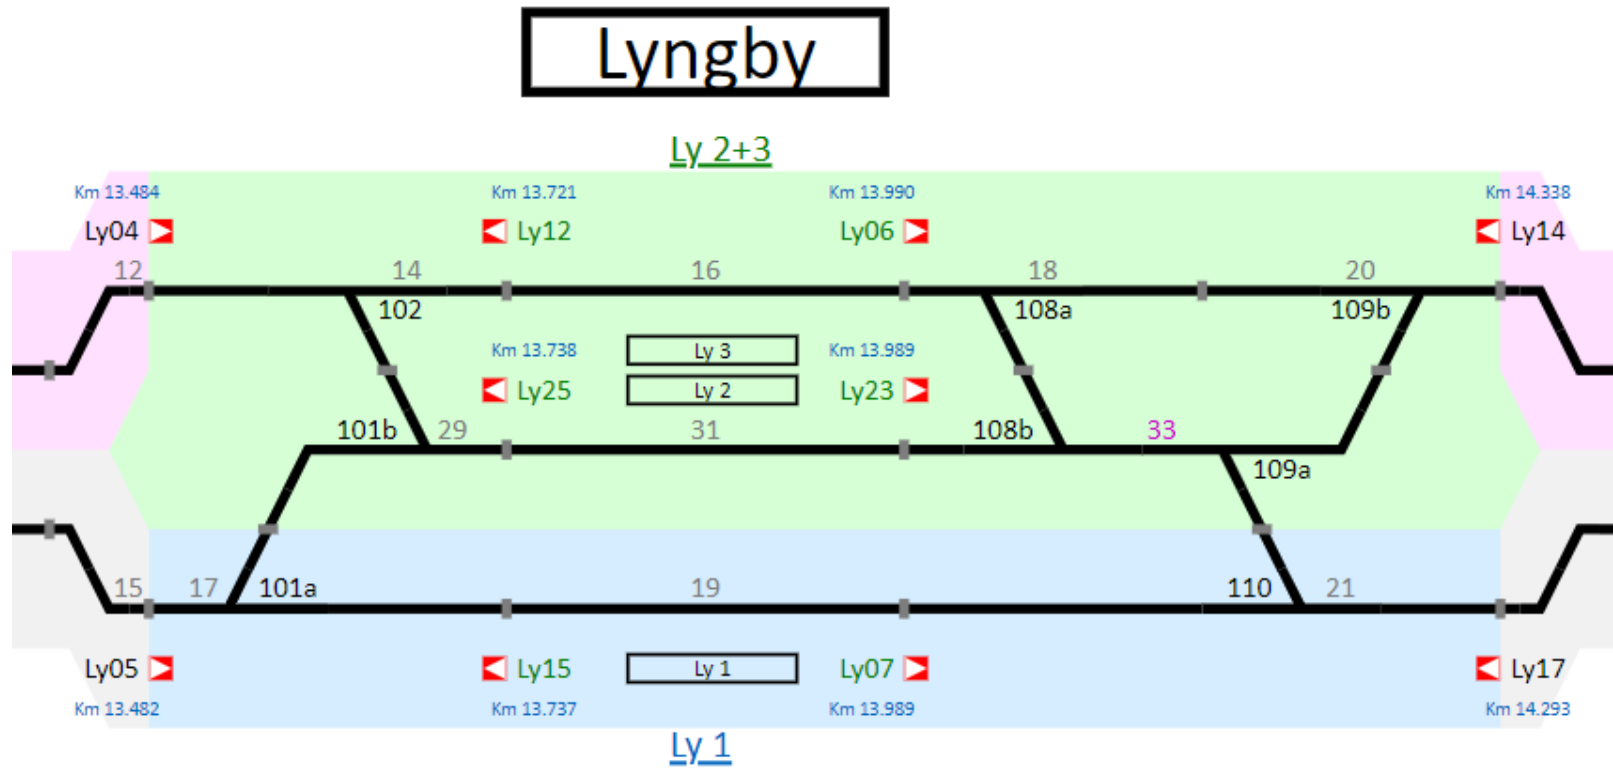 Lyngby
Ly 2+3
Km 13.484 Km 13.721 Km 13.990 Km 14.338
Ly04 Ly12 Ly06 Ly14
12 14 16 18 20
102 108a 109b
Km 13.738 Ly 3 Km 13.989
Ly25 Ly 2 Ly23
101b 29 31 108b 33
109a
15 17 101a 19 110 21
Ly05 Ly15 Ly 1 Ly07 Ly17
Km 13.482 Km 13.737 Km 13.989 Km 14.293
Ly 1